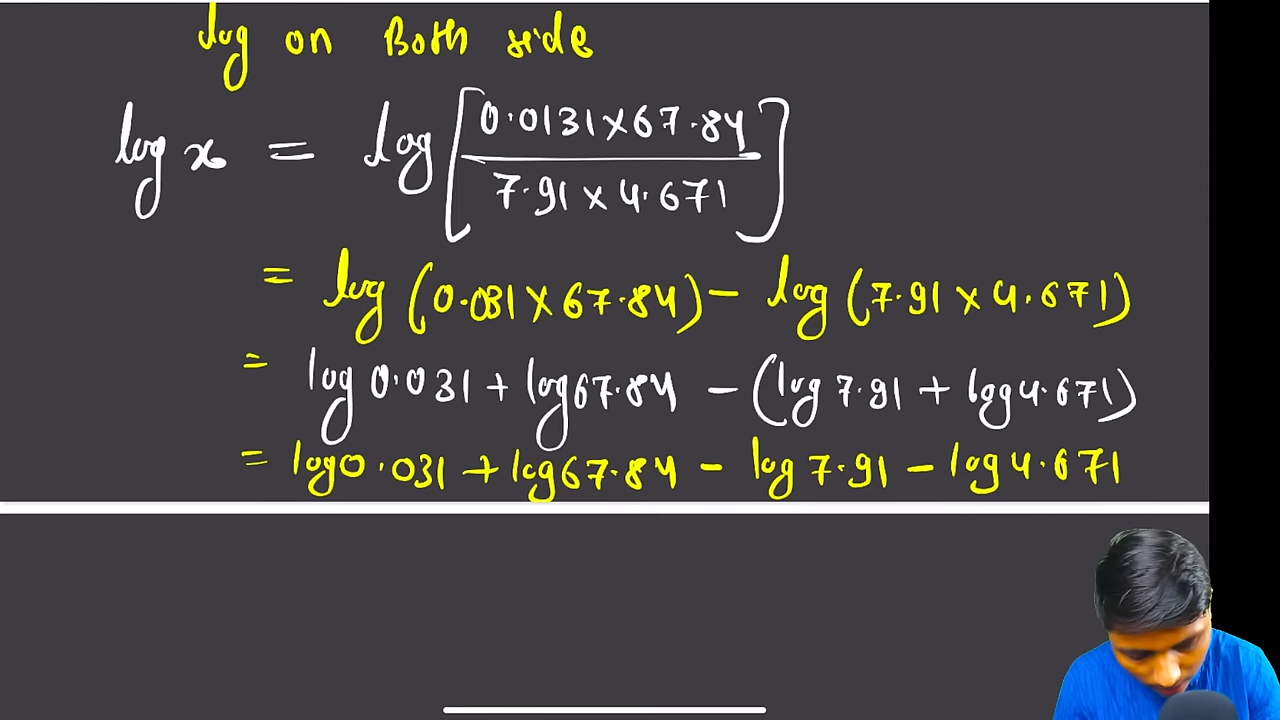 log on Both side
log x = log [ 0.0131 × 67.84 / 7.91 × 4.671 ]
= log (0.031 × 67.84) - log (7.91 × 4.671)
= log 0.031 + log 67.84 - (log 7.91 + log 4.671)
= log 0.031 + log 67.84 - log 7.91 - log 4.671